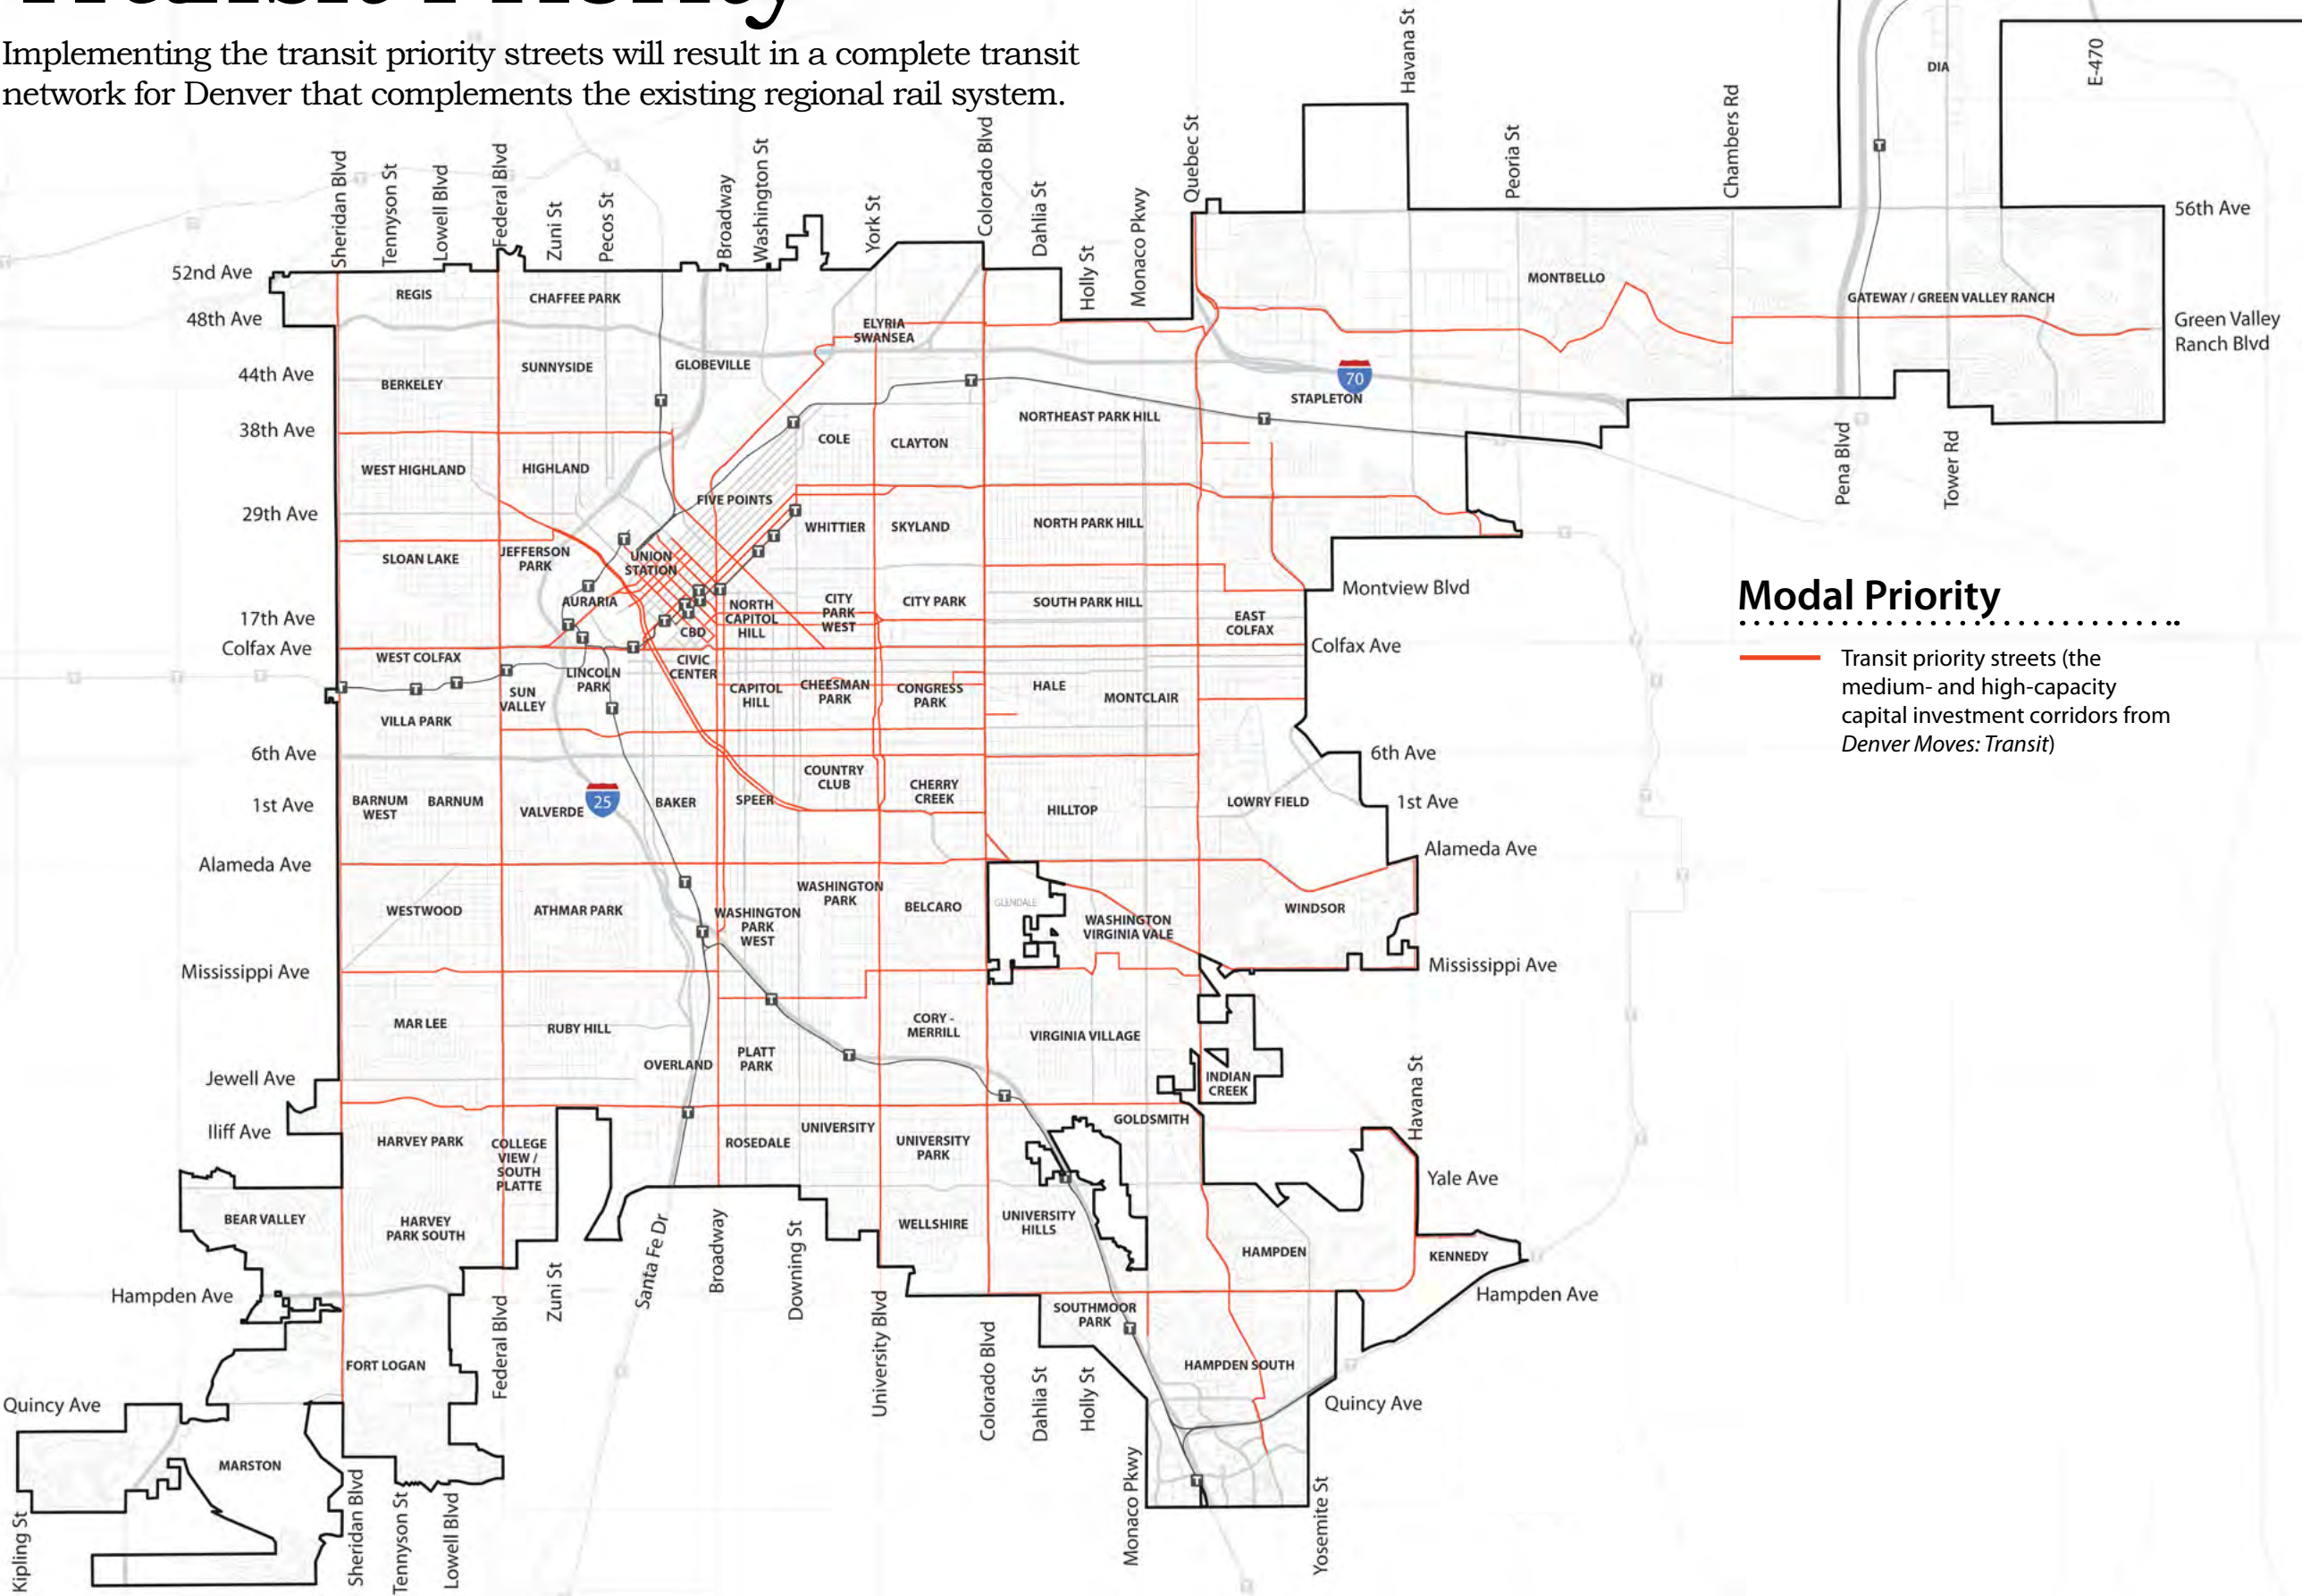 Transit Priority
Implementing the transit priority streets will result in a complete transit
network for Denver that complements the existing regional rail system.
Havana St
E-470
DIA
Chambers Rd
Peoria St
Quebec St
Colorado Blvd
Washington St
Federal Blvd
Sheridan Blvd
Tennyson St
Lowell Blvd
Zuni St
Pecos St
Broadway
York St
Dahlia St
Holly St
Monaco Pkwy
56th Ave
52nd Ave
48th Ave
44th Ave
38th Ave
29th Ave
17th Ave
Colfax Ave
6th Ave
1st Ave
Alameda Ave
Mississippi Ave
Jewell Ave
Iliff Ave
Hampden Ave
Quincy Ave
REGIS
CHAFFEE PARK
ELYRIA
SWANSEA
MONTBELLO
GATEWAY / GREEN VALLEY RANCH
Green Valley
Ranch Blvd
BERKELEY
SUNNYSIDE
GLOBEVILLE
70
STAPLETON
NORTHEAST PARK HILL
COLE
CLAYTON
WEST HIGHLAND
HIGHLAND
FIVE POINTS
Pena Blvd
Tower Rd
WHITTIER
SKYLAND
NORTH PARK HILL
SLOAN LAKE
JEFFERSON
PARK
UNION
STATION
AURARIA
NORTH
CAPITOL
HILL
CITY
PARK
WEST
CITY PARK
SOUTH PARK HILL
EAST
COLFAX
Montview Blvd
Colfax Ave
CBD
WEST COLFAX
LINCOLN
PARK
CIVIC
CENTER
SUN
VALLEY
CAPITOL
HILL
CHEESMAN
PARK
CONGRESS
PARK
HALE
MONTCLAIR
VILLA PARK
6th Ave
Modal Priority
Transit priority streets (the
medium- and high-capacity
capital investment corridors from
Denver Moves: Transit)
BARNUM
WEST
BARNUM
VALVERDE
25
BAKER
SPEER
COUNTRY
CLUB
CHERRY
CREEK
HILLTOP
LOWRY FIELD
1st Ave
Alameda Ave
WESTWOOD
ATHMAR PARK
WASHINGTON
PARK
WEST
WASHINGTON
PARK
BELCARO
GLENDALE
WASHINGTON
VIRGINIA VALE
WINDSOR
Mississippi Ave
MAR LEE
RUBY HILL
OVERLAND
PLATT
PARK
CORY -
MERRILL
VIRGINIA VILLAGE
INDIAN
CREEK
Havana St
GOLDSMITH
HARVEY PARK
COLLEGE
VIEW /
SOUTH
PLATTE
ROSEDALE
UNIVERSITY
UNIVERSITY
PARK
Yale Ave
BEAR VALLEY
HARVEY
PARK SOUTH
WELLSHIRE
UNIVERSITY
HILLS
HAMPDEN
KENNEDY
Hampden Ave
Zuni St
Santa Fe Dr
Broadway
Downing St
SOUTHMOOR
PARK
FORT LOGAN
Federal Blvd
University Blvd
Colorado Blvd
Dahlia St
Holly St
HAMPDEN SOUTH
Quincy Ave
MARSTON
Kipling St
Sheridan Blvd
Tennyson St
Lowell Blvd
Monaco Pkwy
Yosemite St